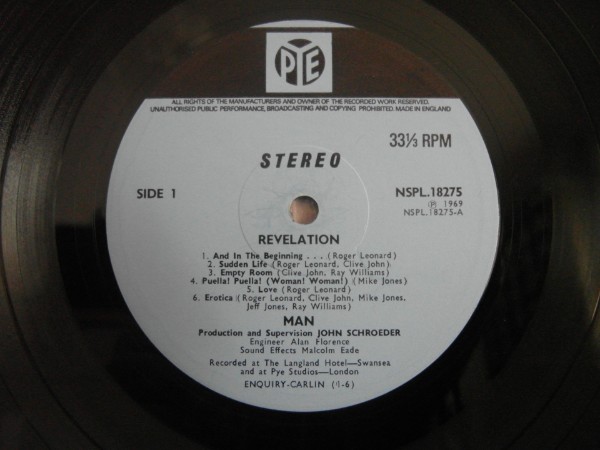 PYE
ALL RIGHTS OF THE MANUFACTURERS AND OWNER OF THE RECORDED WORK RESERVED.
UNAUTHORISED PUBLIC PERFORMANCE, BROADCASTING AND COPYING PROHIBITED. MADE IN ENGLAND
33⅓ RPM
STEREO
SIDE 1
NSPL.18275
℗ 1969
NSPL.18275-A
REVELATION
1. And In The Beginning . . . (Roger Leonard)
2. Sudden Life (Roger Leonard, Clive John)
3. Empty Room (Clive John, Ray Williams)
4. Puella! Puella! (Woman! Woman!) (Mike Jones)
5. Love (Roger Leonard)
6. Erotica (Roger Leonard, Clive John, Mike Jones,
Jeff Jones, Ray Williams)
MAN
Production and Supervision JOHN SCHROEDER
Engineer Alan Florence
Sound Effects Malcolm Eade
Recorded at The Langland Hotel—Swansea
and at Pye Studios—London
ENQUIRY-CARLIN (1-6)